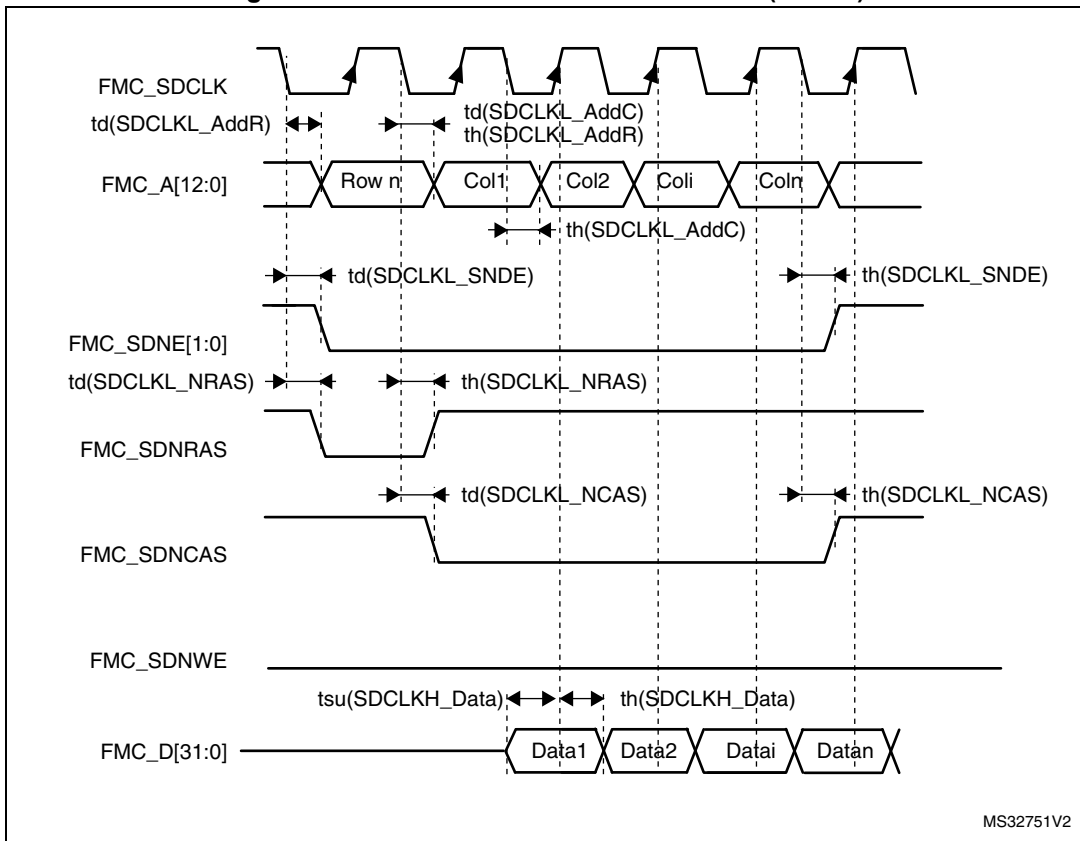 FMC_SDCLK
td(SDCLKL_AddR)
td(SDCLKL_AddC)
th(SDCLKL_AddR)
FMC_A[12:0]
Row n
Col1
Col2
Coli
Coln
th(SDCLKL_AddC)
td(SDCLKL_SNDE)
th(SDCLKL_SNDE)
FMC_SDNE[1:0]
td(SDCLKL_NRAS)
th(SDCLKL_NRAS)
FMC_SDNRAS
td(SDCLKL_NCAS)
th(SDCLKL_NCAS)
FMC_SDNCAS
FMC_SDNWE
tsu(SDCLKH_Data)
th(SDCLKH_Data)
FMC_D[31:0]
Data1
Data2
Datai
Datan
MS32751V2